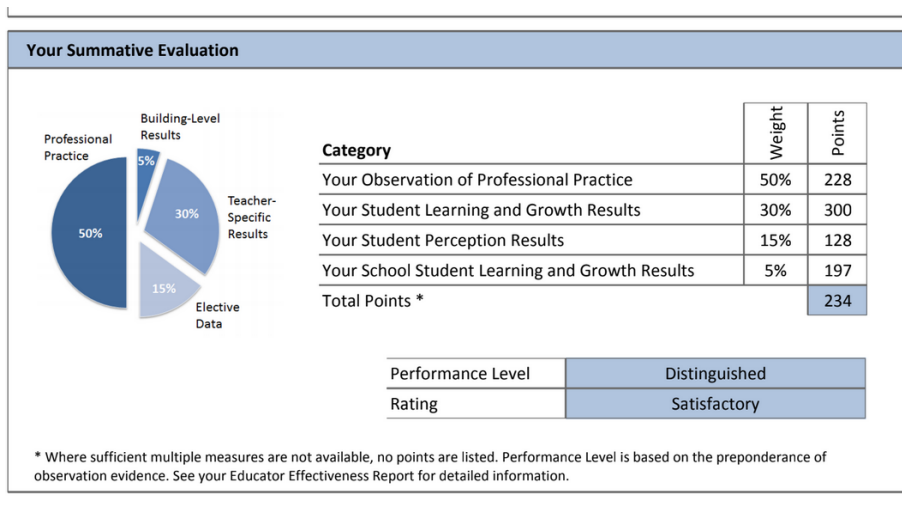 Your Summative Evaluation
Professional
Practice
Building-Level
Results
5%
Teacher-
Specific
Results
30%
50%
15%
Elective
Data
Category Weight Points
Your Observation of Professional Practice 50% 228
Your Student Learning and Growth Results 30% 300
Your Student Perception Results 15% 128
Your School Student Learning and Growth Results 5% 197
Total Points * 234
Performance Level Distinguished
Rating Satisfactory
* Where sufficient multiple measures are not available, no points are listed. Performance Level is based on the preponderance of
observation evidence. See your Educator Effectiveness Report for detailed information.